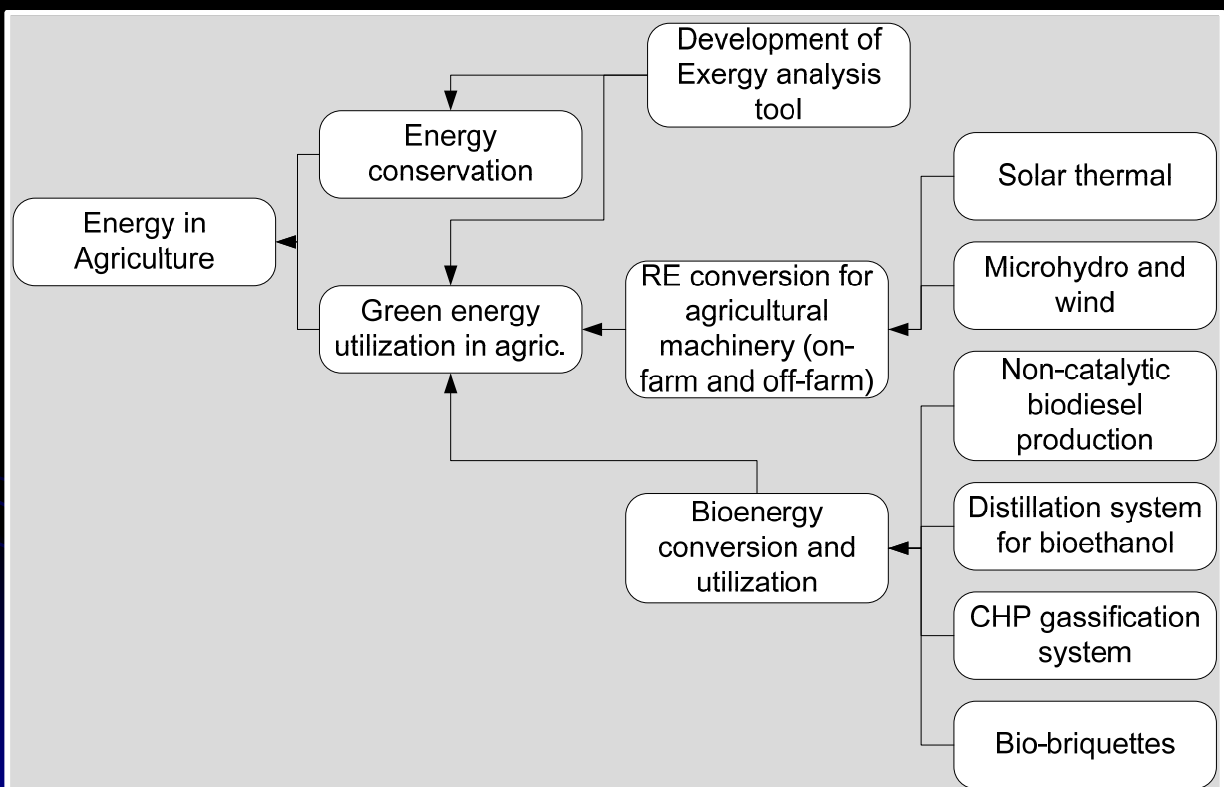 Development of
Exergy analysis
tool
Energy
conservation
Solar thermal
Energy in
Agriculture
Microhydro and
wind
RE conversion for
agricultural
machinery (on-
farm and off-farm)
Green energy
utilization in agric.
Non-catalytic
biodiesel
production
Bioenergy
conversion and
utilization
Distillation system
for bioethanol
CHP gassification
system
Bio-briquettes